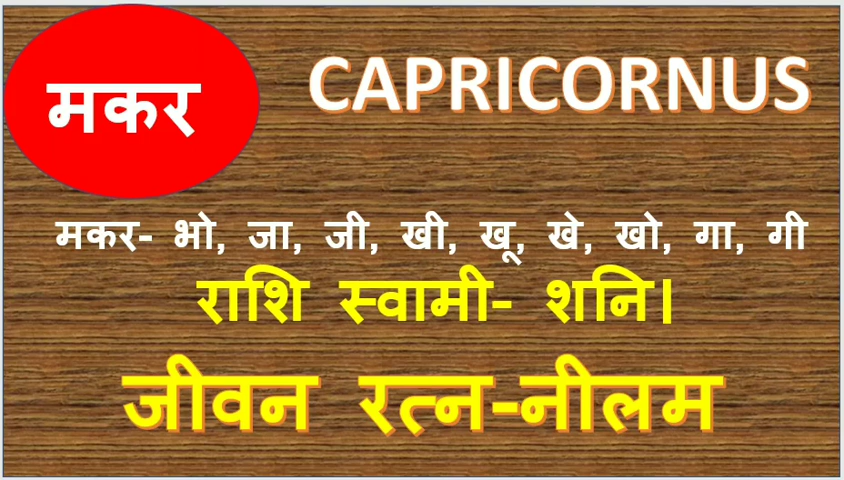 मकर
CAPRICORNUS
मकर- भो, जा, जी, खी, खू, खे, खो, गा, गी
राशि स्वामी- शनि।
जीवन रत्न-नीलम